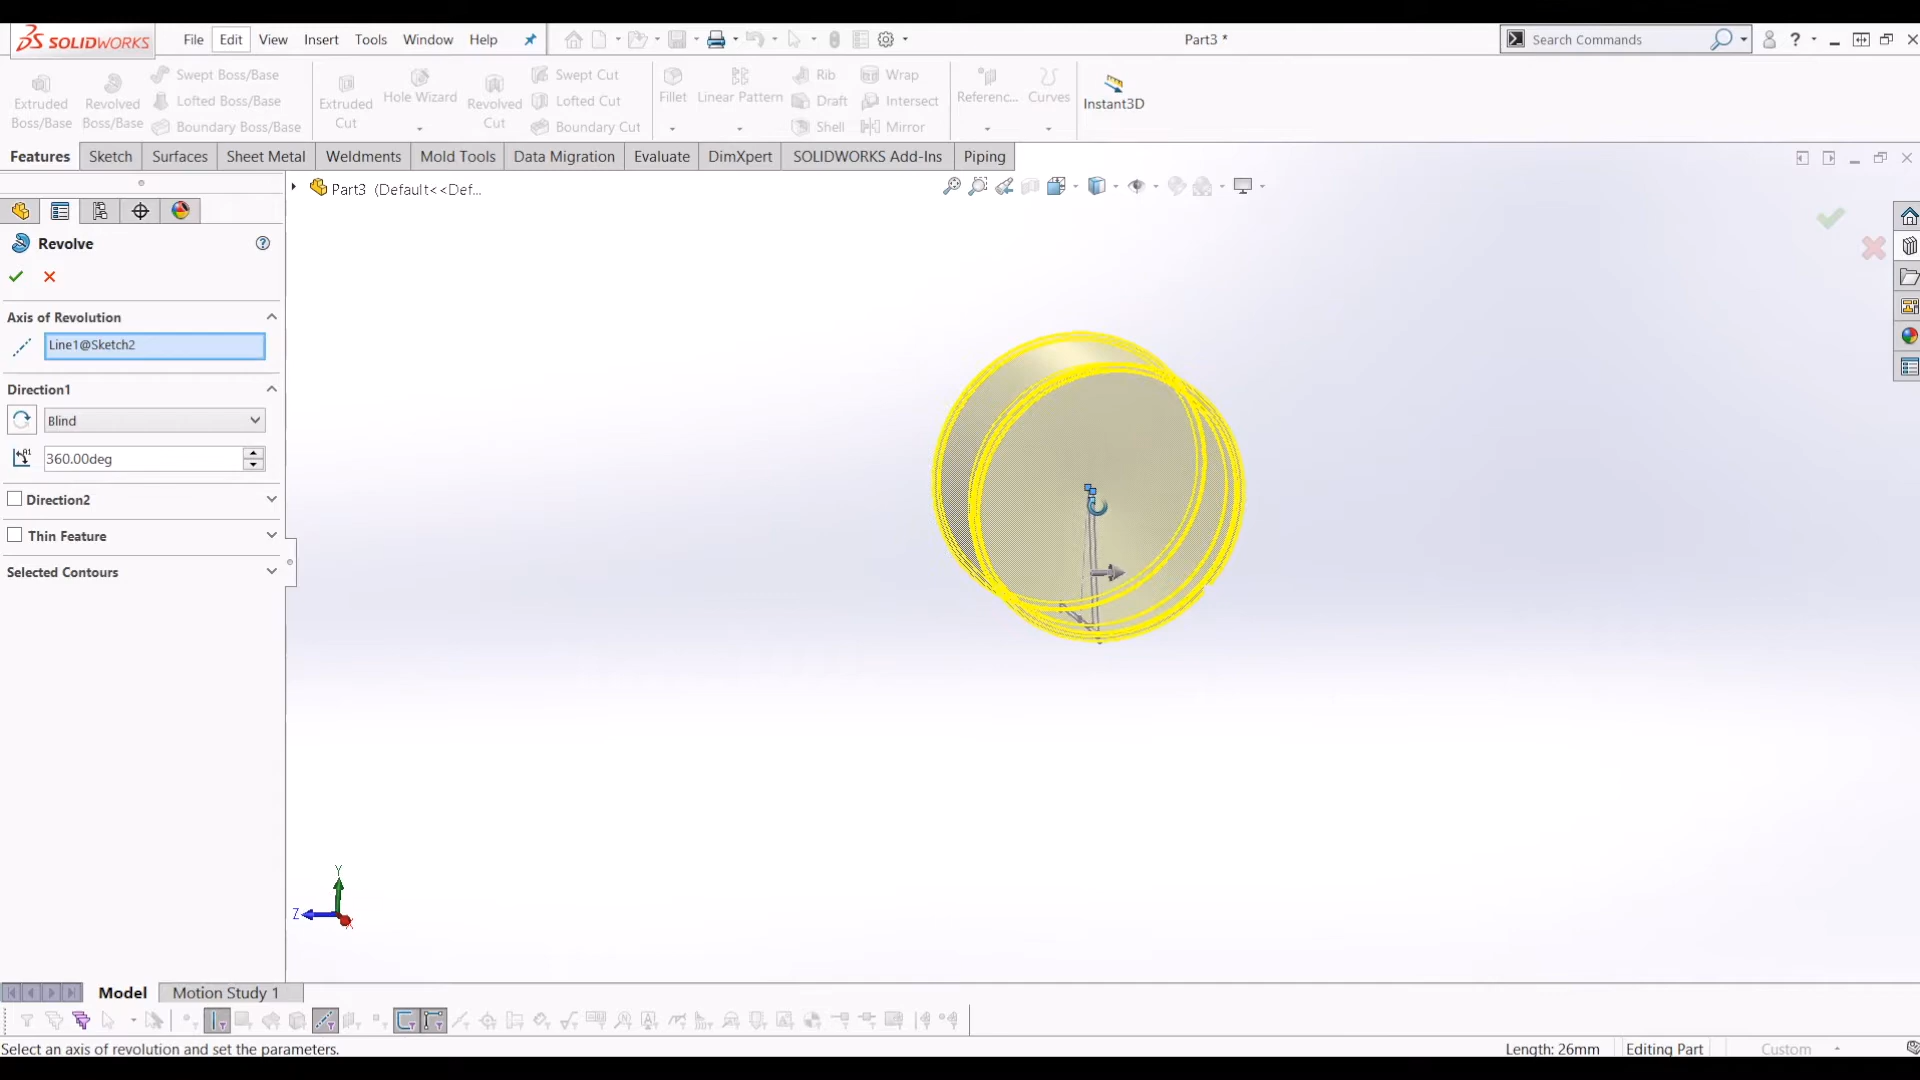 SOLIDWORKS File Edit View Insert Tools Window Help Part3 * Search Commands
Extruded Boss/Base
Revolved Boss/Base
Swept Boss/Base
Lofted Boss/Base
Boundary Boss/Base
Extruded Cut
Hole Wizard
Revolved Cut
Swept Cut
Lofted Cut
Boundary Cut
Fillet
Linear Pattern
Rib
Draft
Shell
Wrap
Intersect
Mirror
Referenc...
Curves
Instant3D
Features Sketch Surfaces Sheet Metal Weldments Mold Tools Data Migration Evaluate DimXpert SOLIDWORKS Add-Ins Piping
Part3 (Default<<Def...
Revolve
Axis of Revolution
Line1@Sketch2
Direction1
Blind
360.00deg
Direction2
Thin Feature
Selected Contours
Y
Z
X
Model Motion Study 1
Select an axis of revolution and set the parameters. Length: 26mm Editing Part Custom